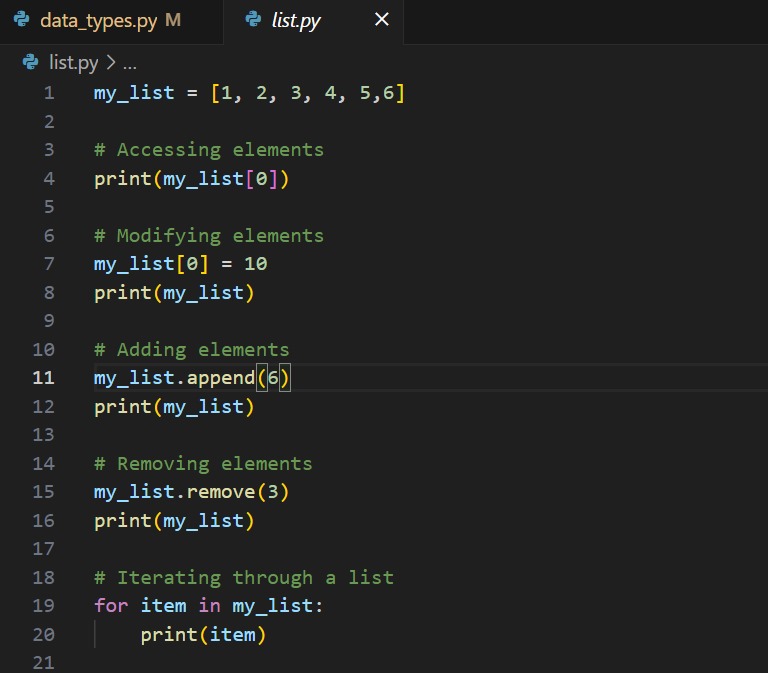 data_types.py M list.py ×
list.py > ...
1 my_list = [1, 2, 3, 4, 5,6]
2
3 # Accessing elements
4 print(my_list[0])
5
6 # Modifying elements
7 my_list[0] = 10
8 print(my_list)
9
10 # Adding elements
11 my_list.append(6)
12 print(my_list)
13
14 # Removing elements
15 my_list.remove(3)
16 print(my_list)
17
18 # Iterating through a list
19 for item in my_list:
20     print(item)
21